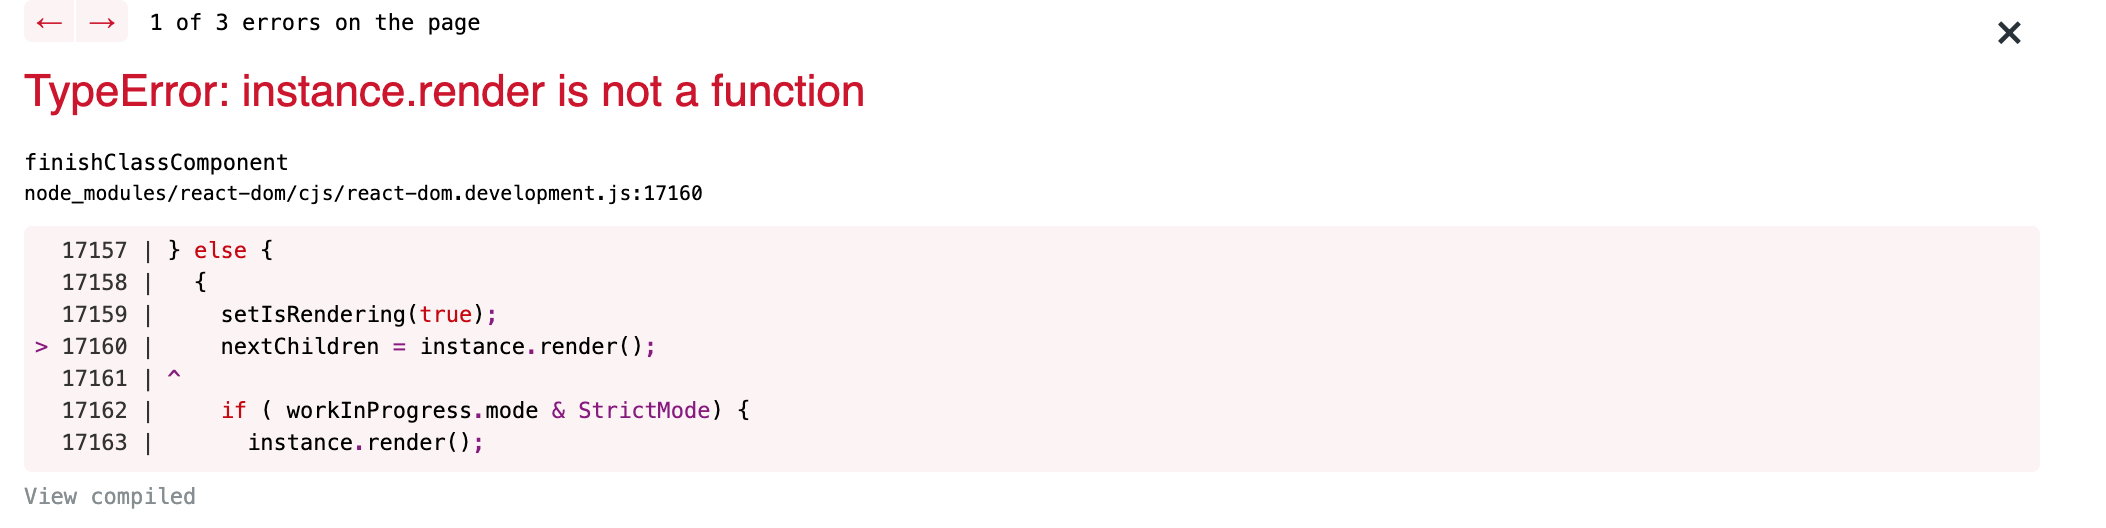 ← → 1 of 3 errors on the page ×
TypeError: instance.render is not a function
finishClassComponent
node_modules/react-dom/cjs/react-dom.development.js:17160
  17157 | } else {
  17158 |   {
  17159 |     setIsRendering(true);
> 17160 |     nextChildren = instance.render();
  17161 | ^
  17162 |     if ( workInProgress.mode & StrictMode) {
  17163 |       instance.render();
View compiled